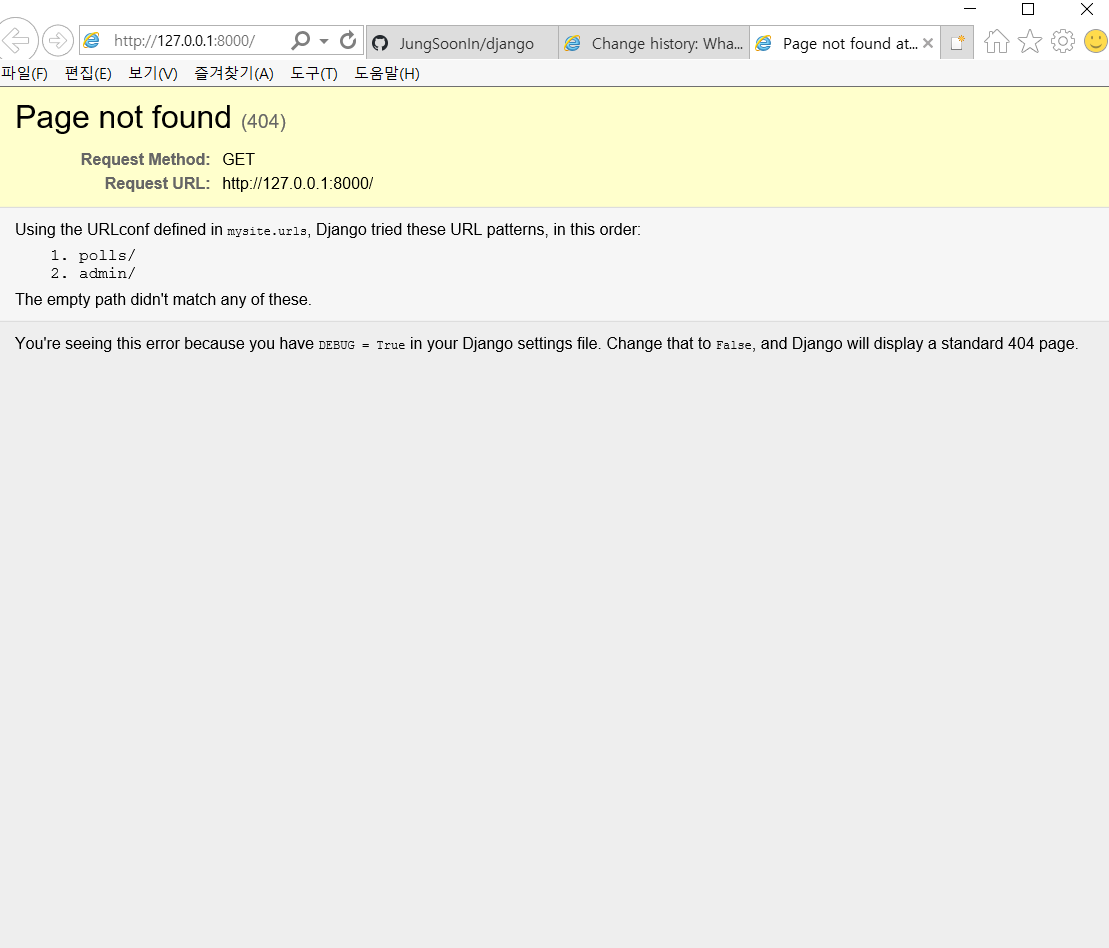 http://127.0.0.1:8000/
JungSoonIn/django
Change history: Wha...
Page not found at...
파일(F) 편집(E) 보기(V) 즐겨찾기(A) 도구(T) 도움말(H)
Page not found (404)
Request Method: GET
Request URL: http://127.0.0.1:8000/
Using the URLconf defined in mysite.urls, Django tried these URL patterns, in this order:
1. polls/
2. admin/
The empty path didn't match any of these.
You're seeing this error because you have DEBUG = True in your Django settings file. Change that to False, and Django will display a standard 404 page.